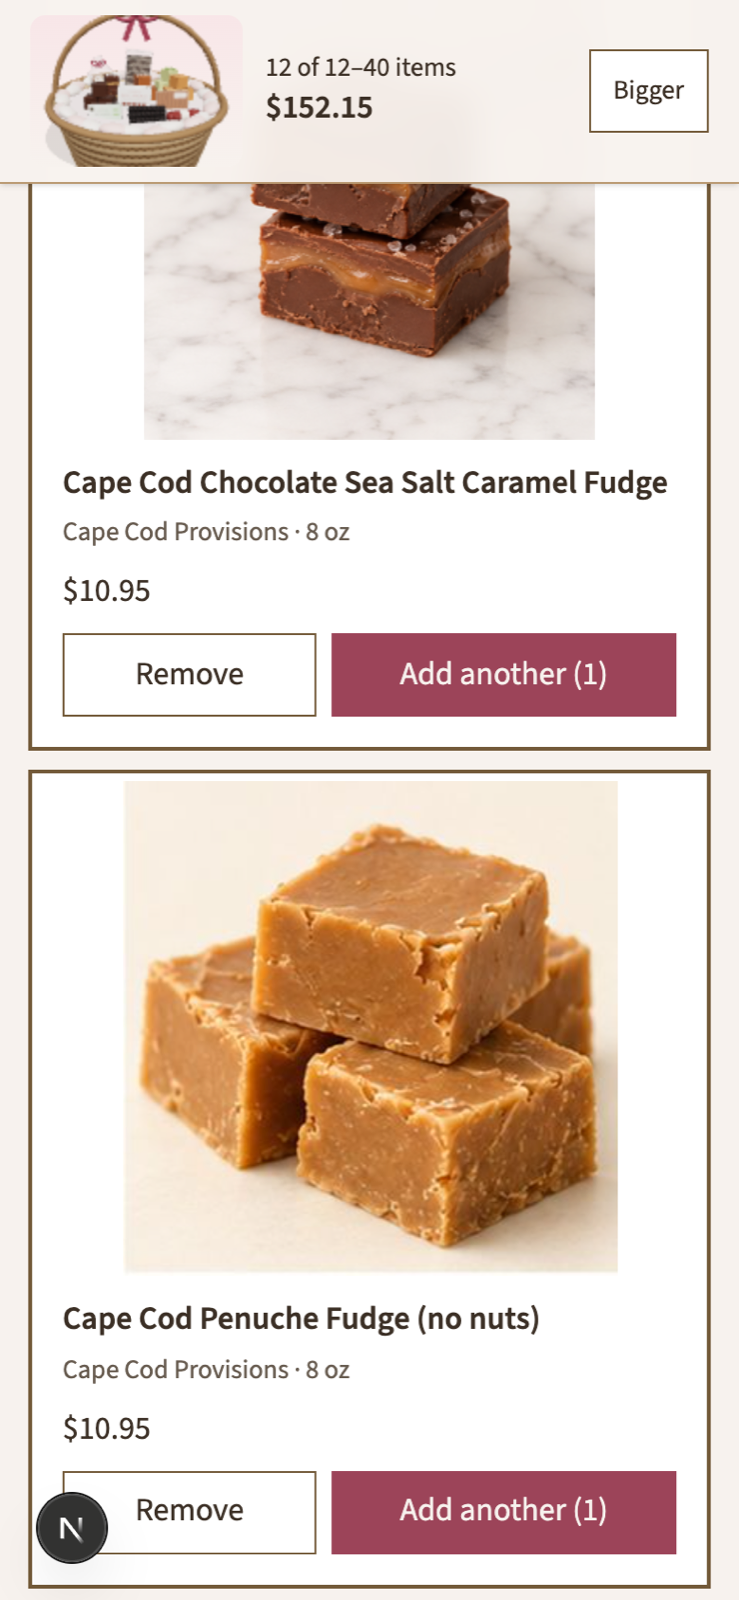 12 of 12–40 items
$152.15
Bigger
Cape Cod Chocolate Sea Salt Caramel Fudge
Cape Cod Provisions · 8 oz
$10.95
Remove
Add another (1)
Cape Cod Penuche Fudge (no nuts)
Cape Cod Provisions · 8 oz
$10.95
Remove
Add another (1)
N